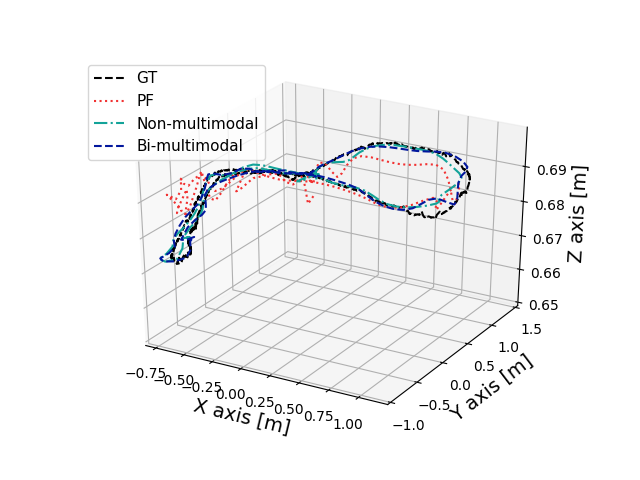 GT
PF
Non-multimodal
Bi-multimodal
0.69
0.68
0.67
0.66
0.65
Z axis [m]
1.5
1.0
0.5
0.0
−0.5
−1.0
Y axis [m]
−0.75
−0.50
−0.25
0.00
0.25
0.50
0.75
1.00
X axis [m]